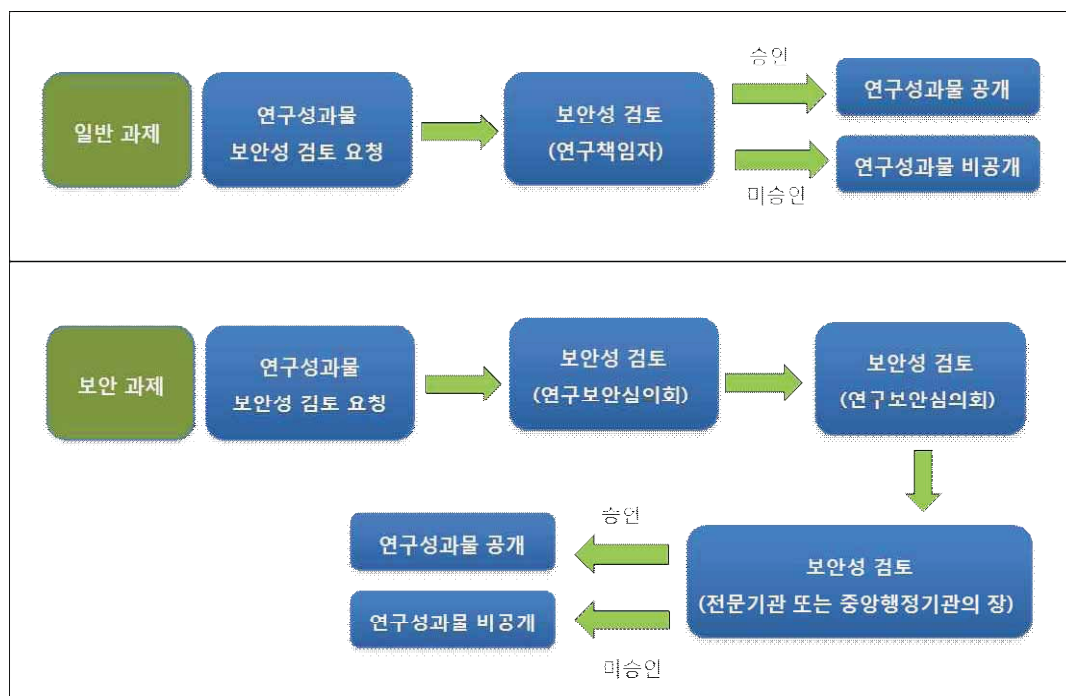 일반 과제
연구성과물
보안성 검토 요청
보안성 검토
(연구책임자)
승인
미승인
연구성과물 공개
연구성과물 비공개
보안 과제
연구성과물
보안성 검토 요청
보안성 검토
(연구보안심의회)
보안성 검토
(연구보안심의회)
보안성 검토
(전문기관 또는 중앙행정기관의 장)
승인
연구성과물 공개
연구성과물 비공개
미승인